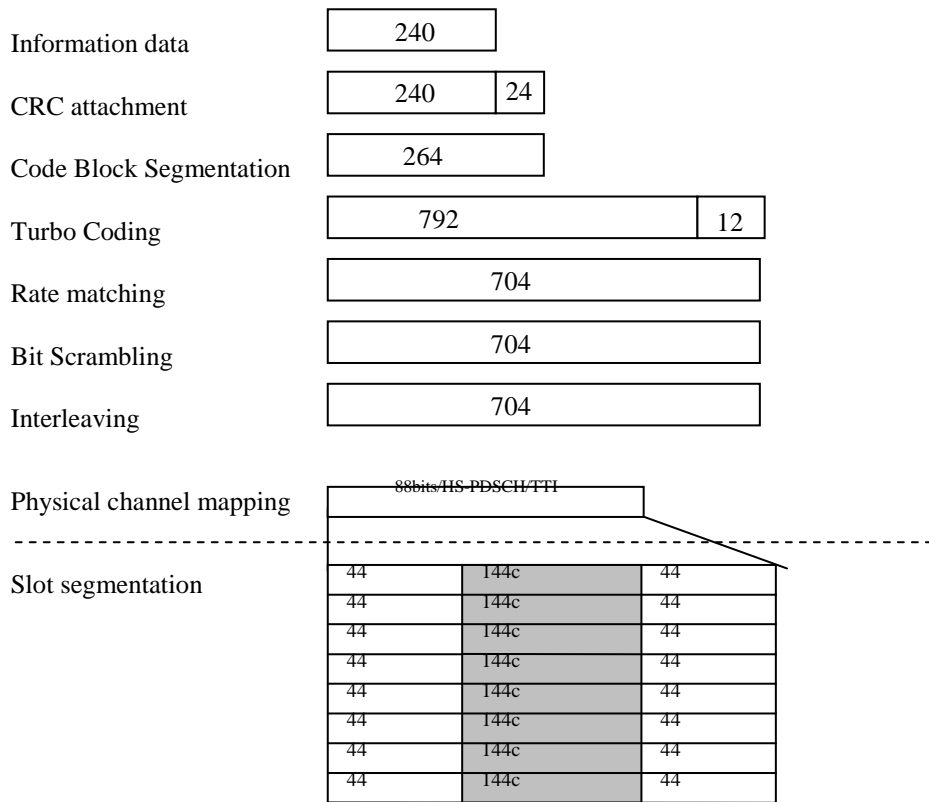 Information data 240
CRC attachment 240 24
Code Block Segmentation 264
Turbo Coding 792 12
Rate matching 704
Bit Scrambling 704
Interleaving 704
Physical channel mapping 88bits/HS-PDSCH/TTI
Slot segmentation 44 144c 44
44 144c 44
44 144c 44
44 144c 44
44 144c 44
44 144c 44
44 144c 44
44 144c 44